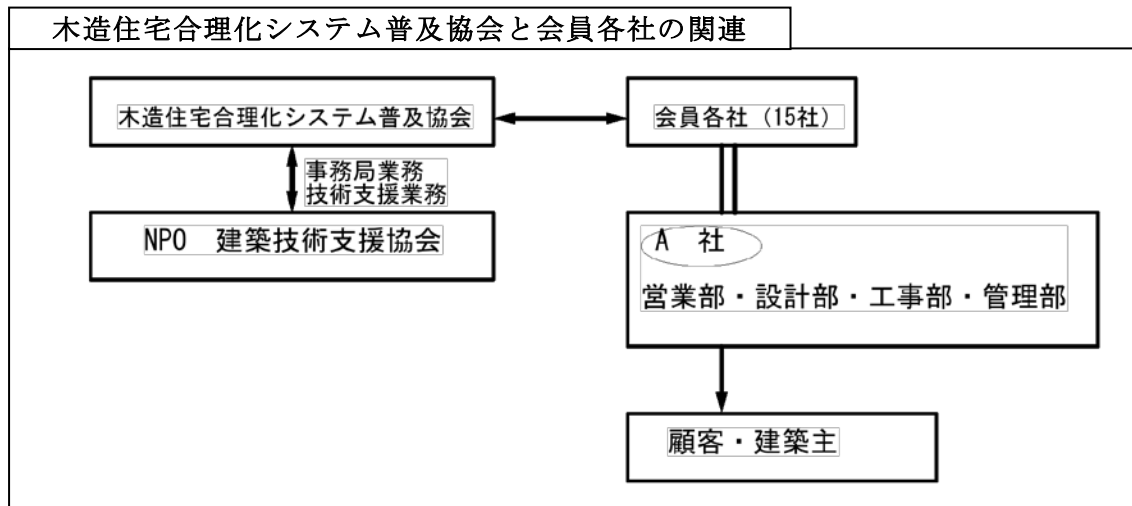 木造住宅合理化システム普及協会と会員各社の関連
木造住宅合理化システム普及協会
会員各社（15社）
事務局業務
技術支援業務
NPO　建築技術支援協会
A　社
営業部・設計部・工事部・管理部
顧客・建築主